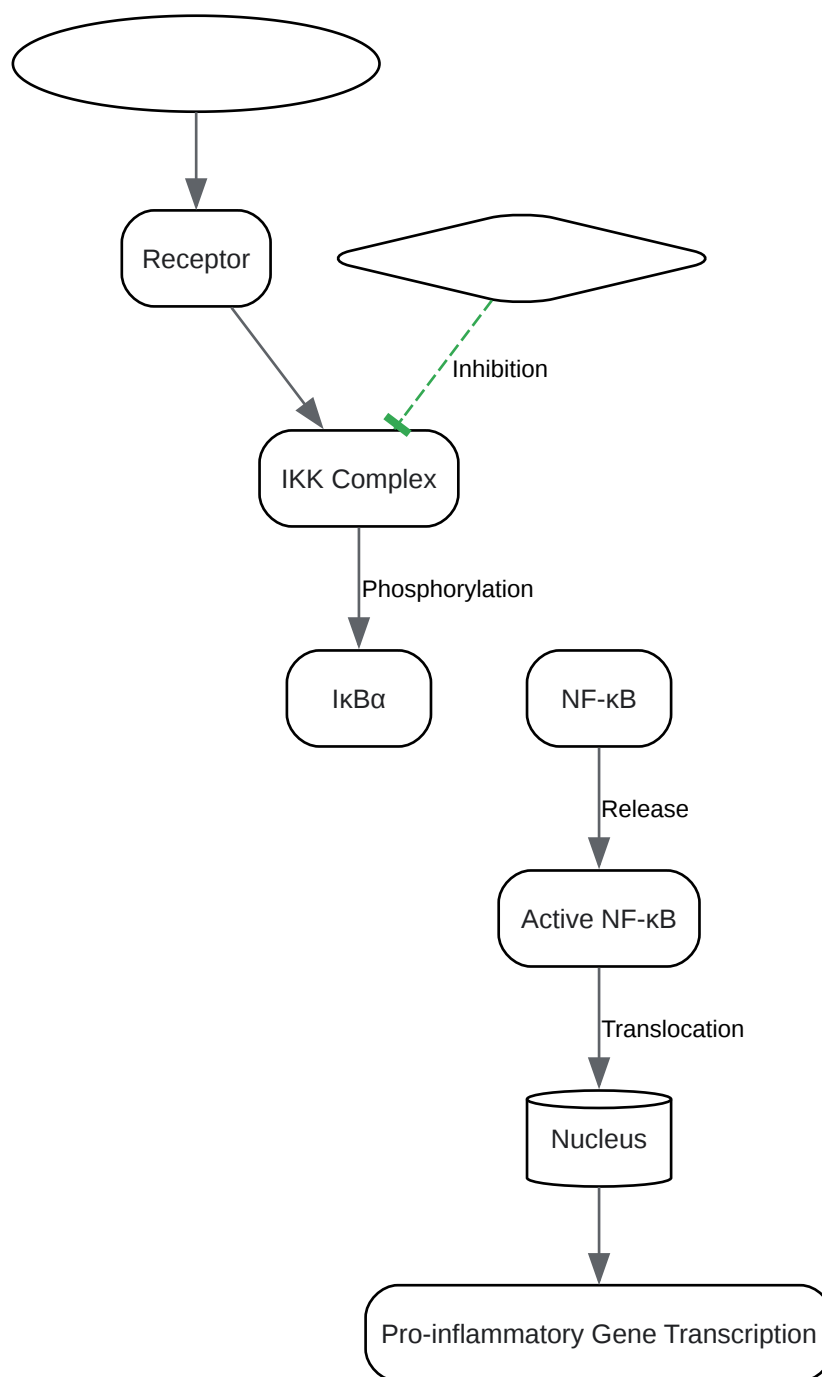 Receptor
Inhibition
IKK Complex
Phosphorylation
IκBα
NF-κB
Release
Active NF-κB
Translocation
Nucleus
Pro-inflammatory Gene Transcription